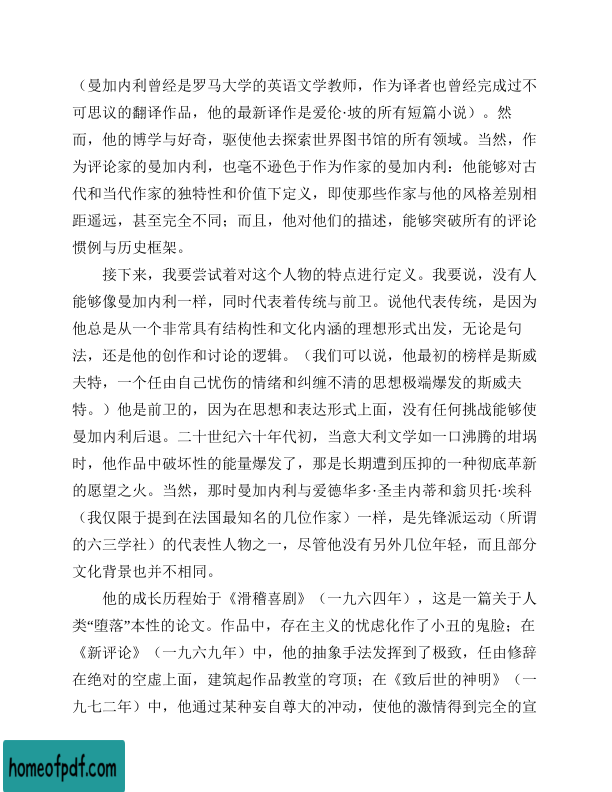 （曼加内利曾经是罗马大学的英语文学教师，作为译者也曾经完成过不
可思议的翻译作品，他的最新译作是爱伦·坡的所有短篇小说）。然
而，他的博学与好奇，驱使他去探索世界图书馆的所有领域。当然，作
为评论家的曼加内利，也毫不逊色于作为作家的曼加内利：他能够对古
代和当代作家的独特性和价值下定义，即使那些作家与他的风格差别相
距遥远，甚至完全不同；而且，他对他们的描述，能够突破所有的评论
惯例与历史框架。
接下来，我要尝试着对这个人物的特点进行定义。我要说，没有人
能够像曼加内利一样，同时代表着传统与前卫。说他代表传统，是因为
他总是从一个非常具有结构性和文化内涵的理想形式出发，无论是句
法，还是他的创作和讨论的逻辑。（我们可以说，他最初的榜样是斯威
夫特，一个任由自己忧伤的情绪和纠缠不清的思想极端爆发的斯威夫
特。）他是前卫的，因为在思想和表达形式上面，没有任何挑战能够使
曼加内利后退。二十世纪六十年代初，当意大利文学如一口沸腾的坩埚
时，他作品中破坏性的能量爆发了，那是长期遭到压抑的一种彻底革新
的愿望之火。当然，那时曼加内利与爱德华多·圣圭内蒂和翁贝托·埃科
（我仅限于提到在法国最知名的几位作家）一样，是先锋派运动（所谓
的六三学社）的代表性人物之一，尽管他没有另外几位年轻，而且部分
文化背景也并不相同。
他的成长历程始于《滑稽喜剧》（一九六四年），这是一篇关于人
类“堕落”本性的论文。作品中，存在主义的忧虑化作了小丑的鬼脸；在
《新评论》（一九六九年）中，他的抽象手法发挥到了极致，任由修辞
在绝对的空虚上面，建筑起作品教堂的穹顶；在《致后世的神明》（一
九七二年）中，他通过某种妄自尊大的冲动，使他的激情得到完全的宣
homeofpdf.com